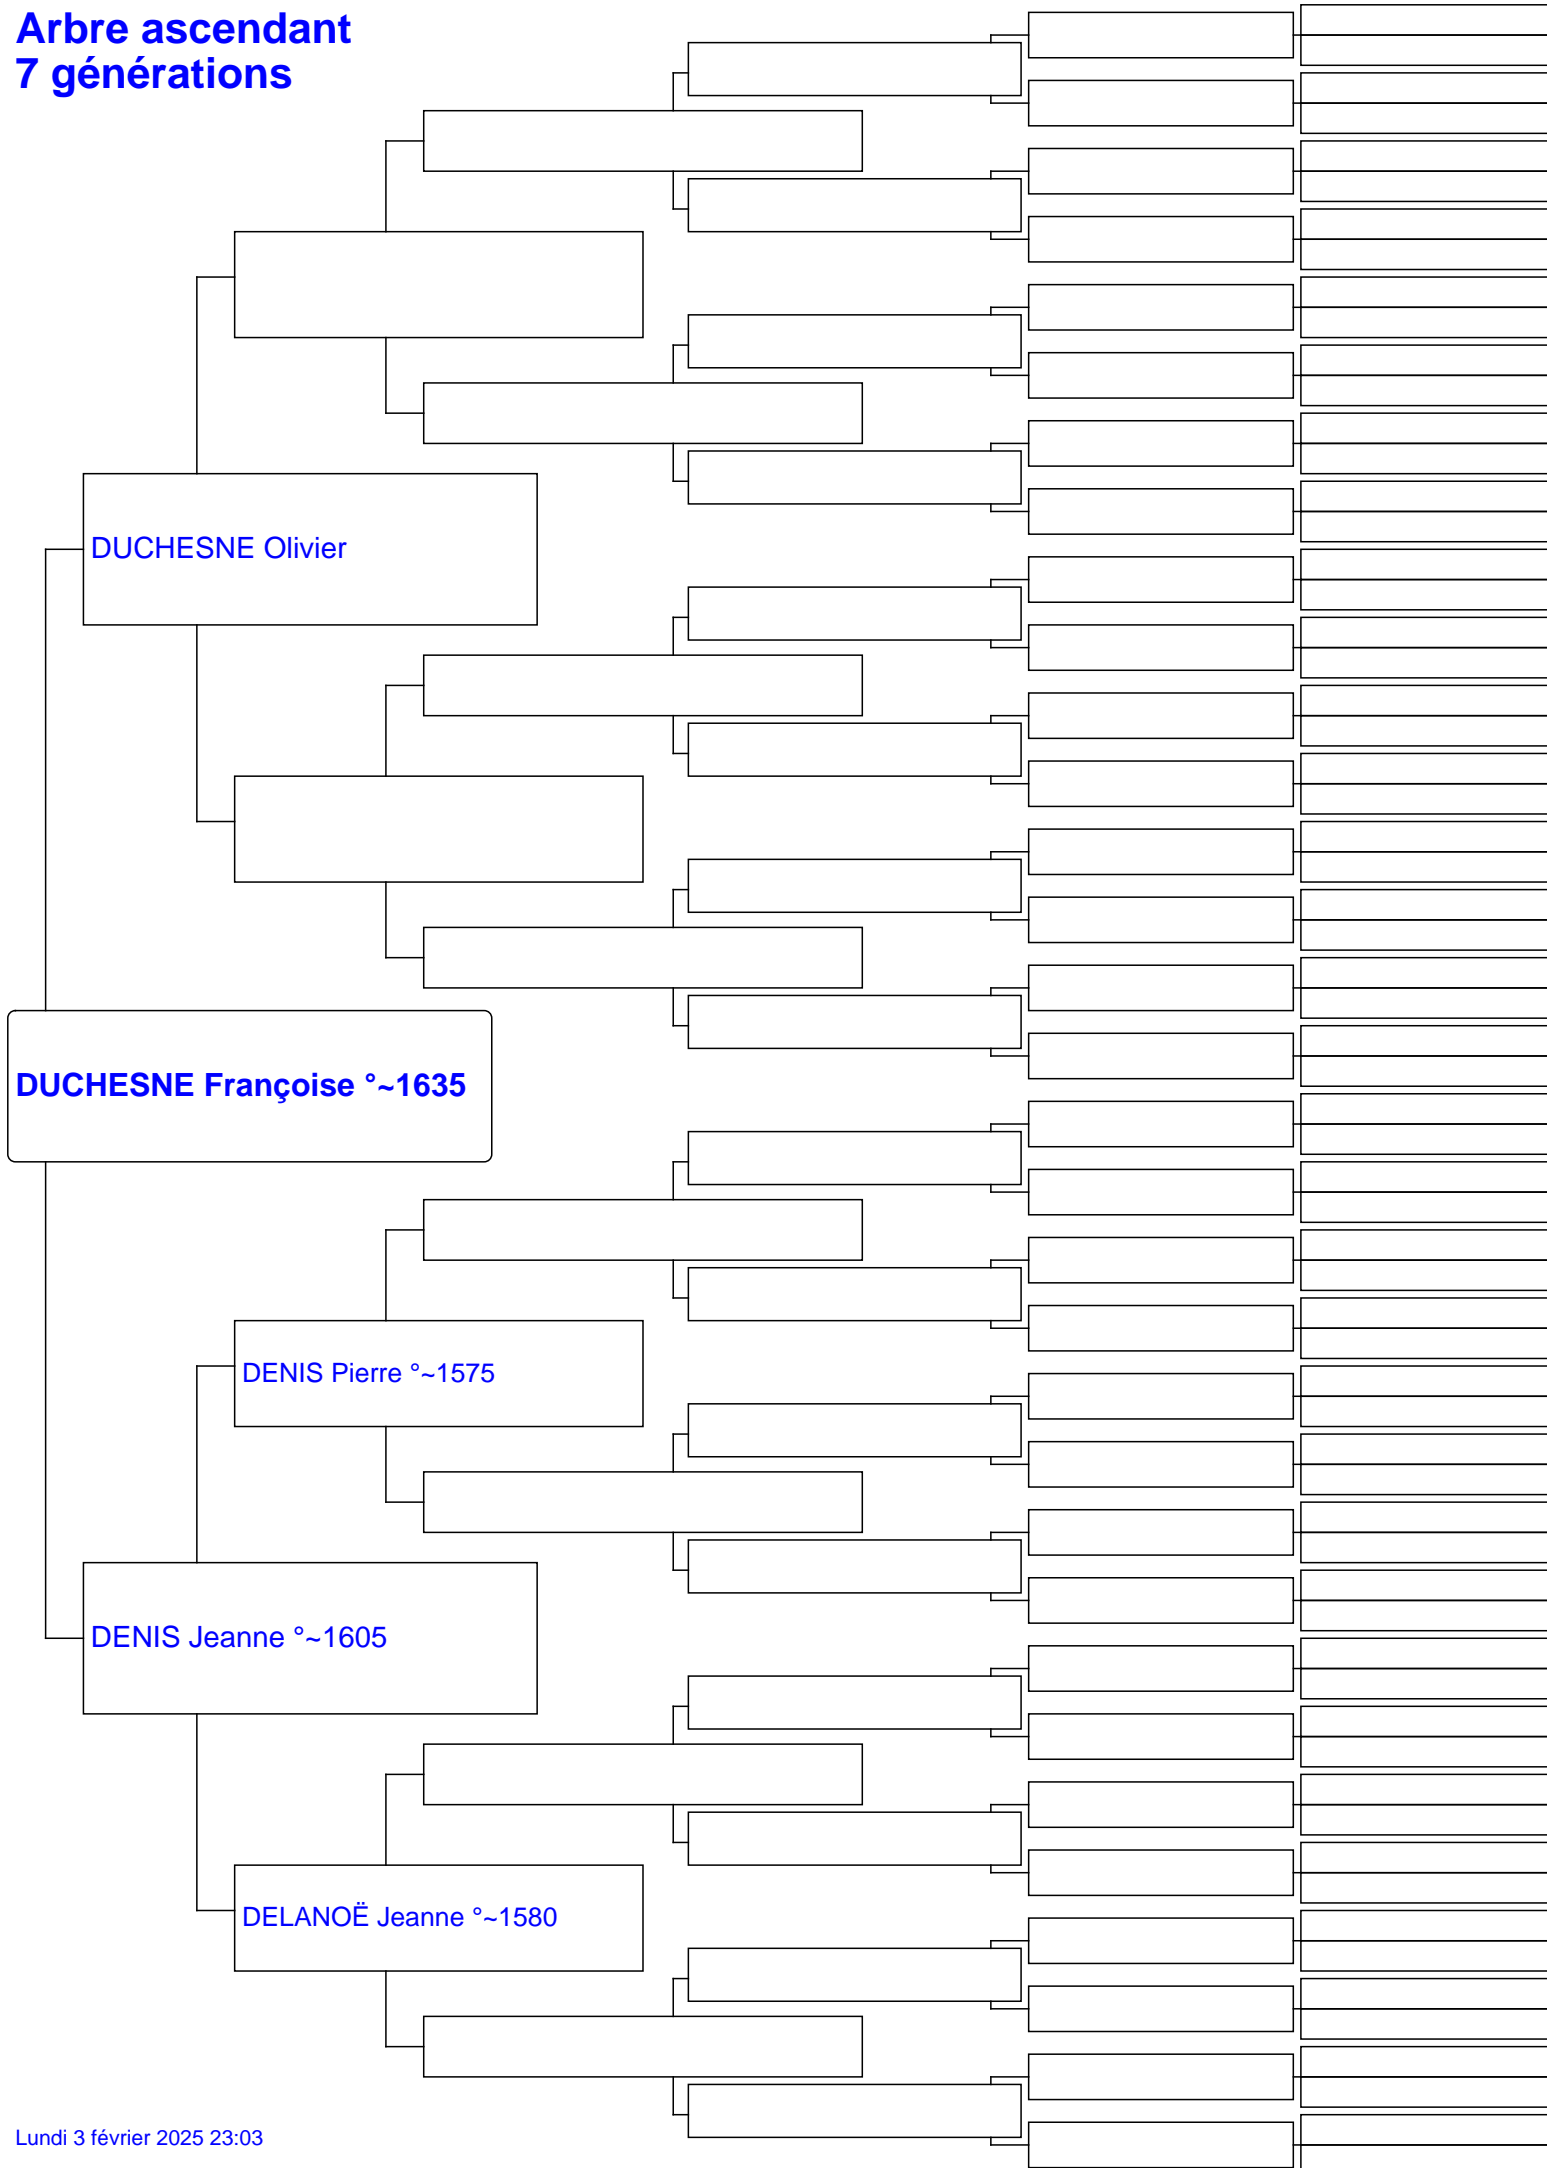 Arbre ascendant
7 générations
DUCHESNE Olivier
DUCHESNE Françoise °~1635
DENIS Pierre °~1575
DENIS Jeanne °~1605
DELANOË Jeanne °~1580
Lundi 3 février 2025 23:03